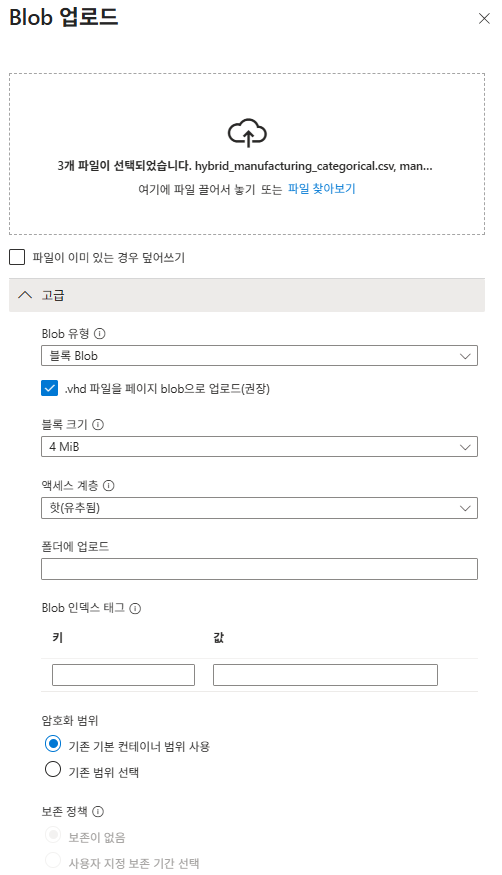 Blob 업로드
3개 파일이 선택되었습니다. hybrid_manufacturing_categorical.csv, man...
여기에 파일 끌어서 놓기 또는 파일 찾아보기
파일이 이미 있는 경우 덮어쓰기
고급
Blob 유형
블록 Blob
.vhd 파일을 페이지 blob으로 업로드(권장)
블록 크기
4 MiB
액세스 계층
핫(유추됨)
폴더에 업로드
Blob 인덱스 태그
키 값
암호화 범위
기존 기본 컨테이너 범위 사용
기존 범위 선택
보존 정책
보존이 없음
사용자 지정 보존 기간 선택